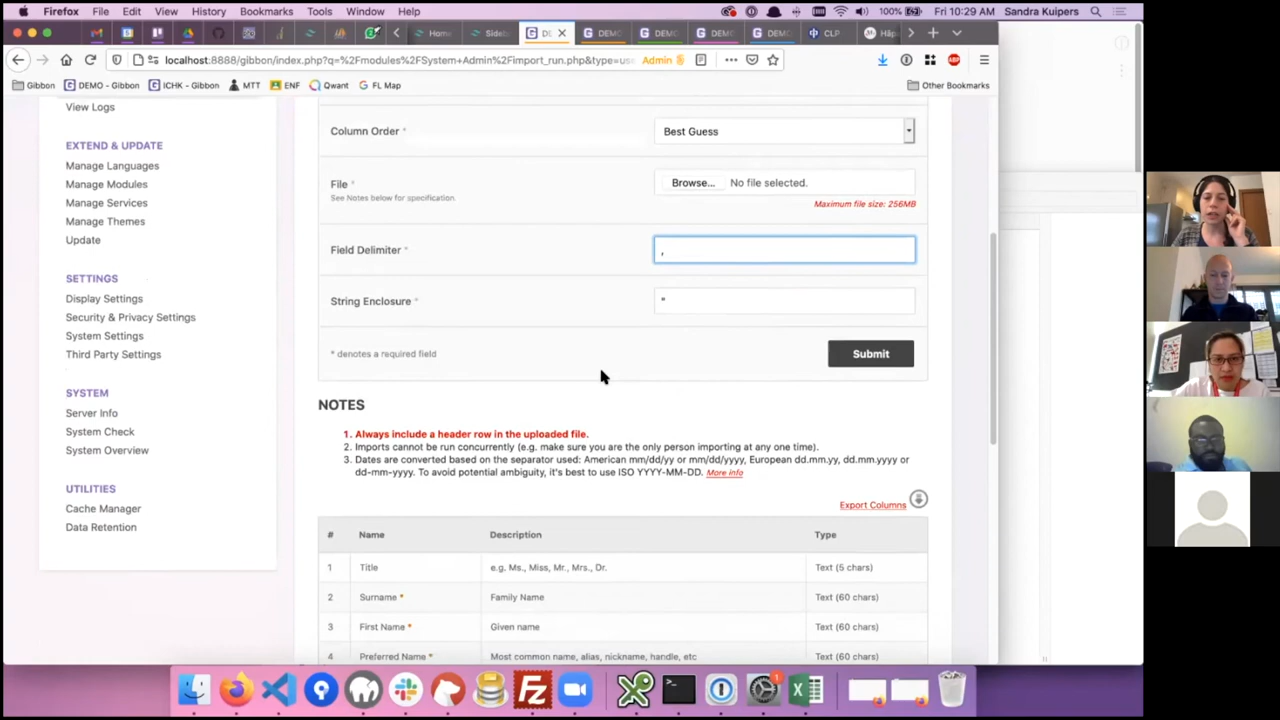 Firefox File Edit View History Bookmarks Tools Window Help 100% Fri 10:29 AM Sandra Kuipers
Home Sideb DE DEMO DEMO DEMO DEMO CLP Hāp
localhost:8888/gibbon/index.php?q=%2Fmodules%2FSystem+Admin%2Fimport_run.php&type=us Admin
Gibbon DEMO - Gibbon ICHK - Gibbon MTT ENF Qwant FL Map Other Bookmarks
View Logs
EXTEND & UPDATE
Manage Languages
Manage Modules
Manage Services
Manage Themes
Update
SETTINGS
Display Settings
Security & Privacy Settings
System Settings
Third Party Settings
SYSTEM
Server Info
System Check
System Overview
UTILITIES
Cache Manager
Data Retention
Column Order * Best Guess
File * Browse... No file selected.
See Notes below for specification.
Maximum file size: 256MB
Field Delimiter * ,
String Enclosure * "
* denotes a required field Submit
NOTES
1. Always include a header row in the uploaded file.
2. Imports cannot be run concurrently (e.g. make sure you are the only person importing at any one time).
3. Dates are converted based on the separator used: American mm/dd/yy or mm/dd/yyyy, European dd.mm.yy, dd.mm.yyyy or
dd-mm-yyyy. To avoid potential ambiguity, it's best to use ISO YYYY-MM-DD. More info
Export Columns
# Name Description Type
1 Title e.g. Ms., Miss, Mr., Mrs., Dr. Text (5 chars)
2 Surname * Family Name Text (60 chars)
3 First Name * Given name Text (60 chars)
4 Preferred Name * Most common name, alias, nickname, handle, etc Text (60 chars)